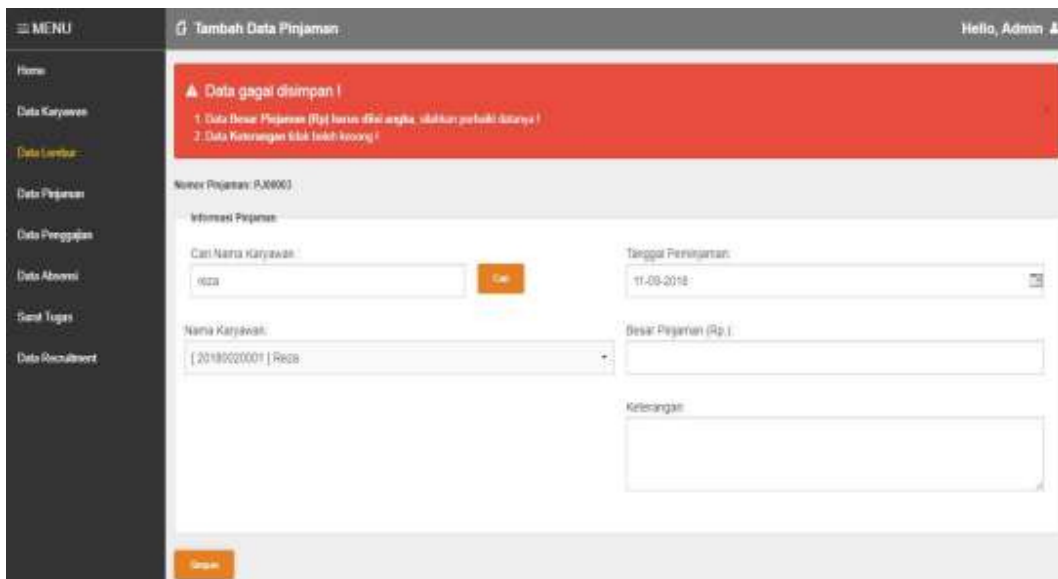 MENU
Tambah Data Pinjaman
Hello, Admin
Home
Data Karyawan
Data Lembur
Data Pinjaman
Data Penggajian
Data Absensi
Surat Tugas
Data Recruitment
Data gagal disimpan !
1. Data Besar Pinjaman (Rp) harus diisi angka, silahkan perbaiki datanya !
2. Data Keterangan tidak boleh kosong !
Nomor Pinjaman: PJ00003
Informasi Pinjaman
Cari Nama Karyawan :
reza
Cari
Nama Karyawan:
[ 20180020001 ] Reza
Tanggal Peminjaman:
11-09-2018
Besar Pinjaman (Rp.):
Keterangan:
Simpan